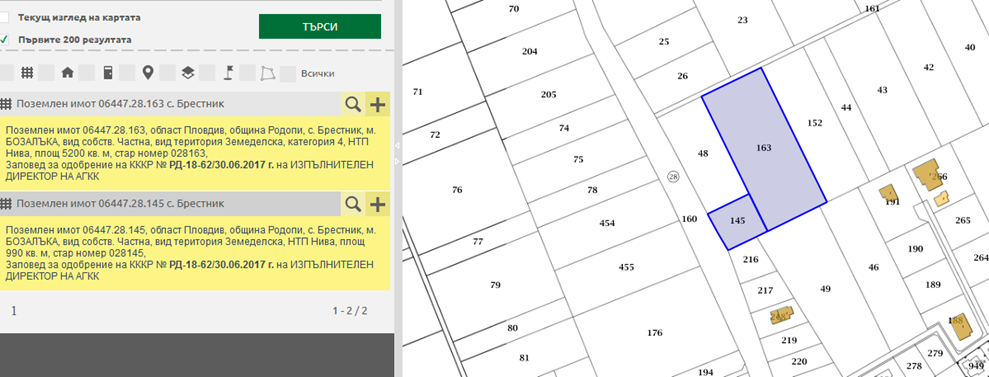 Текущ изглед на картата
Първите 200 резултата
ТЪРСИ
Всички
Поземлен имот 06447.28.163 с. Брестник
Поземлен имот 06447.28.163, област Пловдив, община Родопи, с. Брестник, м.
БОЗАЛЪКА, вид собств. Частна, вид територия Земеделска, категория 4, НТП
Нива, площ 5200 кв. м, стар номер 028163,
Заповед за одобрение на КККР № РД-18-62/30.06.2017 г. на ИЗПЪЛНИТЕЛЕН
ДИРЕКТОР НА АГКК
Поземлен имот 06447.28.145 с. Брестник
Поземлен имот 06447.28.145, област Пловдив, община Родопи, с. Брестник, м.
БОЗАЛЪКА, вид собств. Частна, вид територия Земеделска, НТП Нива, площ
990 кв. м, стар номер 028145,
Заповед за одобрение на КККР № РД-18-62/30.06.2017 г. на ИЗПЪЛНИТЕЛЕН
ДИРЕКТОР НА АГКК
1
1 - 2 / 2
70
161
23
25
204
40
26
42
71
205
43
44
74
152
72
163
48
75
28
266
76
78
191
160
145
454
265
77
190
216
264
455
46
79
189
217
49
80
188
176
219
81
279
220
278
949
194